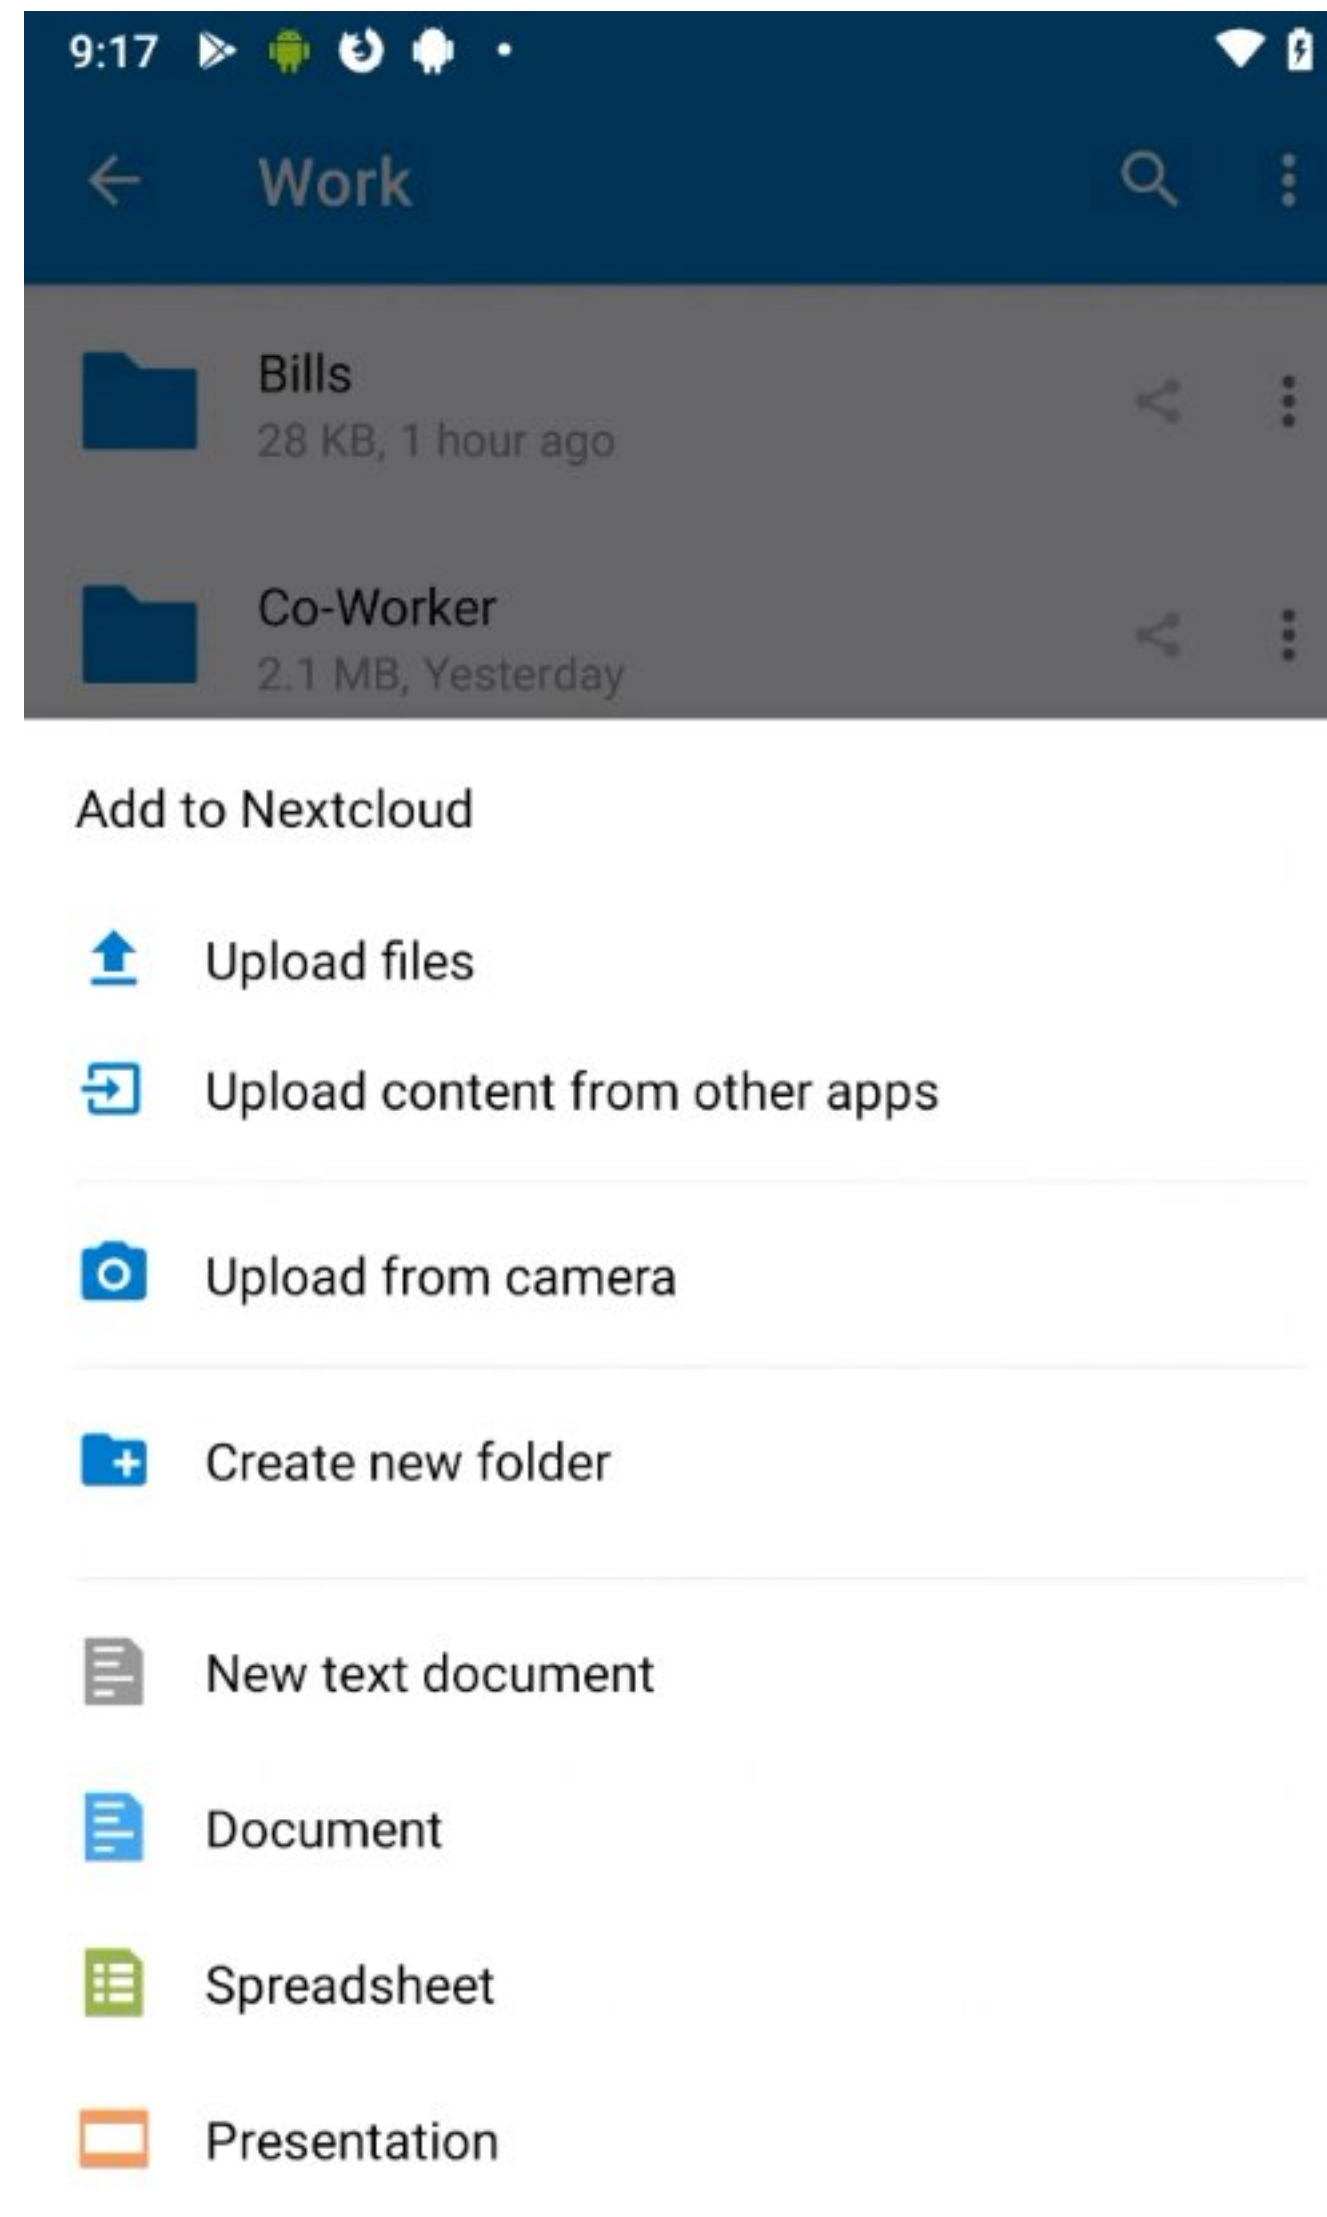 9:17
Work
Bills
28 KB, 1 hour ago
Co-Worker
2.1 MB, Yesterday
Add to Nextcloud
Upload files
Upload content from other apps
Upload from camera
Create new folder
New text document
Document
Spreadsheet
Presentation